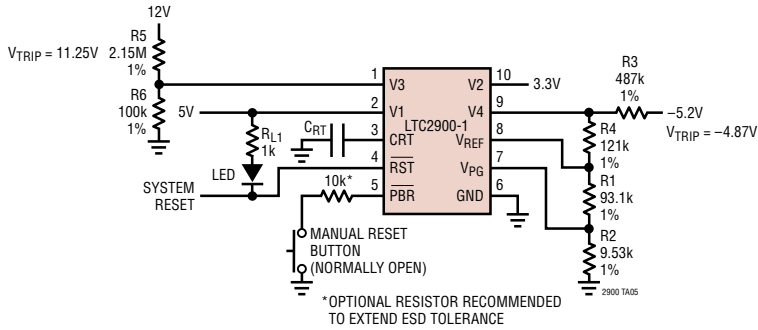 12V
R5
2.15M
1%
VTRIP = 11.25V
R6
100k
1%
5V
RL1
1k
LED
SYSTEM
RESET
CRT
10k*
MANUAL RESET
BUTTON
(NORMALLY OPEN)
*OPTIONAL RESISTOR RECOMMENDED
TO EXTEND ESD TOLERANCE
1
2
3
4
5
V3
V1
CRT
RST
PBR
LTC2900-1
V2
V4
VREF
VPG
GND
10
9
8
7
6
3.3V
R3
487k
1%
–5.2V
VTRIP = –4.87V
R4
121k
1%
R1
93.1k
1%
R2
9.53k
1%
2900 TA05